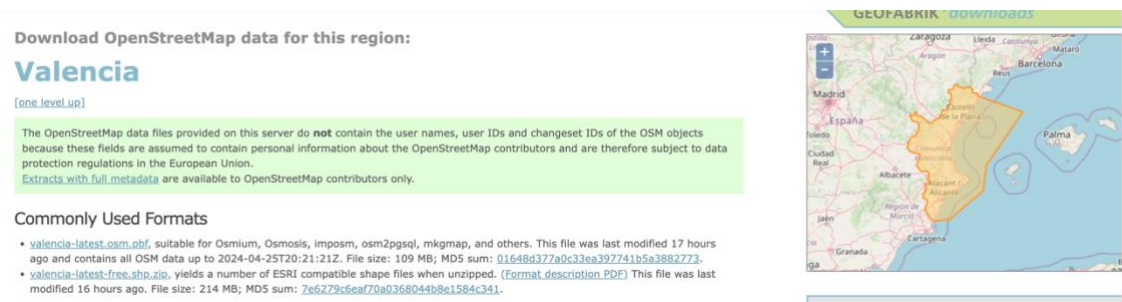 GEOFABRIK downloads
Download OpenStreetMap data for this region:
Valencia
[one level up]
The OpenStreetMap data files provided on this server do not contain the user names, user IDs and changeset IDs of the OSM objects
because these fields are assumed to contain personal information about the OpenStreetMap contributors and are therefore subject to data
protection regulations in the European Union.
Extracts with full metadata are available to OpenStreetMap contributors only.
Commonly Used Formats
• valencia-latest.osm.pbf, suitable for Osmium, Osmosis, imposm, osm2pgsql, mkgmap, and others. This file was last modified 17 hours
ago and contains all OSM data up to 2024-04-25T20:21:21Z. File size: 109 MB; MD5 sum: 01648d377a0c33ea397741b5a3882773.
• valencia-latest-free.shp.zip, yields a number of ESRI compatible shape files when unzipped. (Format description PDF) This file was last
modified 16 hours ago. File size: 214 MB; MD5 sum: 7e6279c6eaf70a0368044b8e1584c341.
+
−
Zaragoza
Lleida
Catalunya
Mataró
Aragón
Barcelona
Reus
Madrid
Castelló
de la Plana
España
Toledo
Palma
Comunitat
Valenciana
Ciudad
Real
Albacete
Alacant /
Alicante
Región de
Murcia
Jaén
Cartagena
Granada